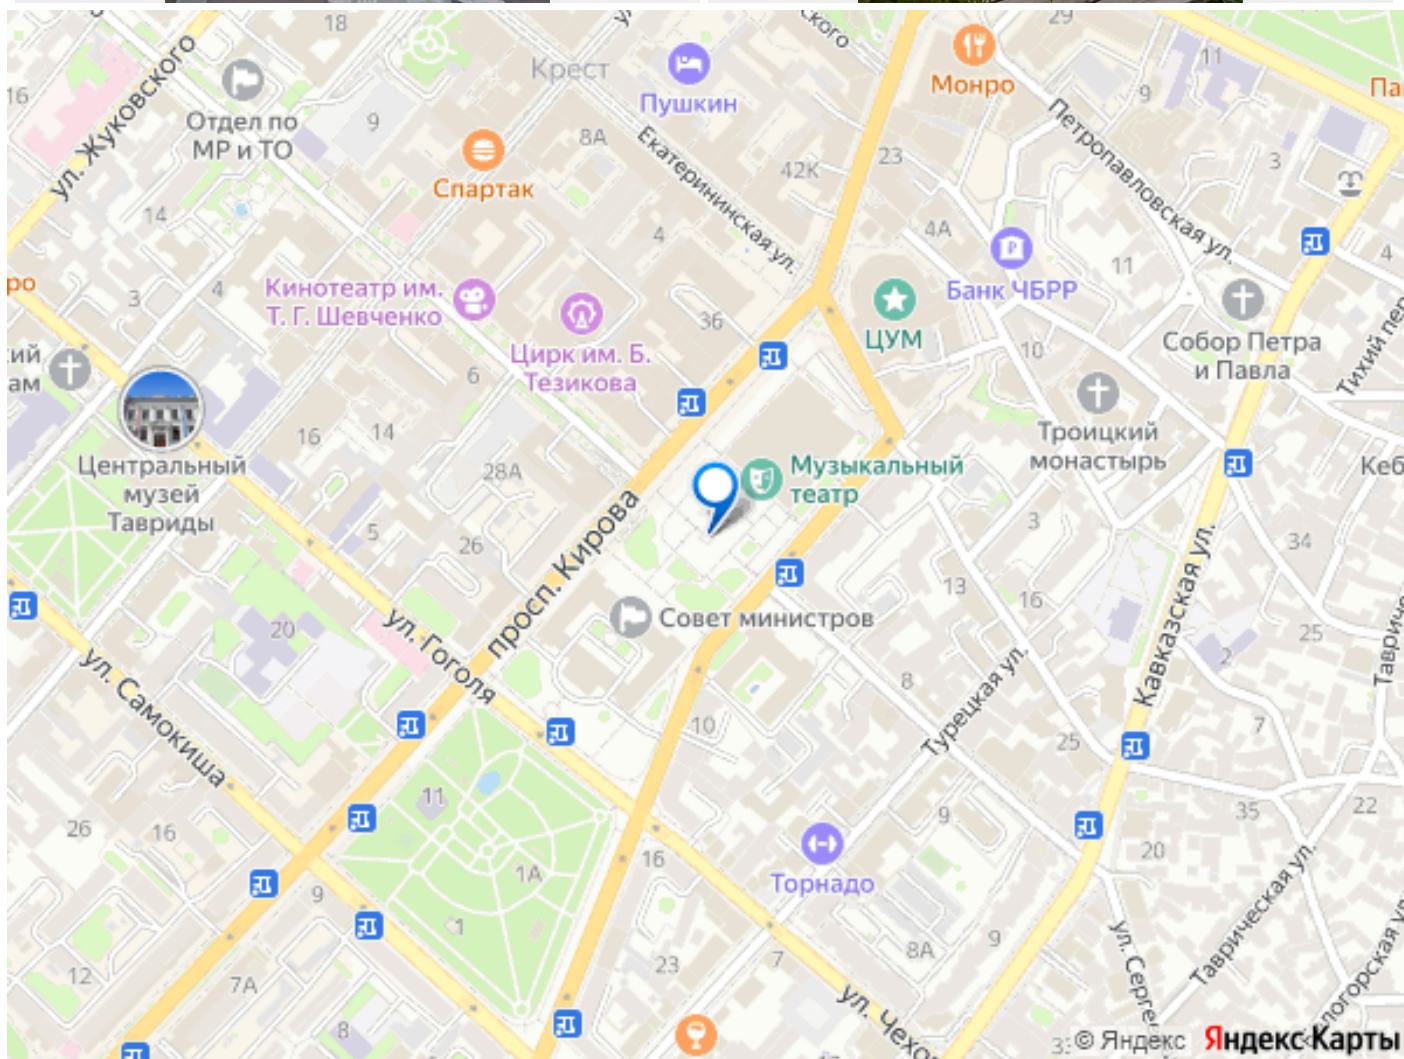 18
29
Крест
11
Монро
9
16
ул. Жуковского
Отдел по
МР и ТО
9
Пушкин
8А
Екатерининская ул.
42К
23
Петропавловская ул.
3
Спартак
14
4
4А
11
4
Банк ЧБРР
3
4
Кинотеатр им.
Т. Г. Шевченко
36
ЦУМ
10
Собор Петра
и Павла
Цирк им. Б.
Тезикова
6
16
14
28А
Троицкий
монастырь
Центральный
музей
Тавриды
Музыкальный
театр
5
26
просп. Кирова
3
34
13
16
Кавказская ул.
20
ул. Гоголя
Совет министров
25
2
8
Турецкая ул.
ул. Самокиша
10
25
7
11
35
22
26
16
9
1А
16
20
Торнадо
Таврическая ул.
9
1
23
7
8А
9
12
7А
8
© Яндекс
Яндекс Карты